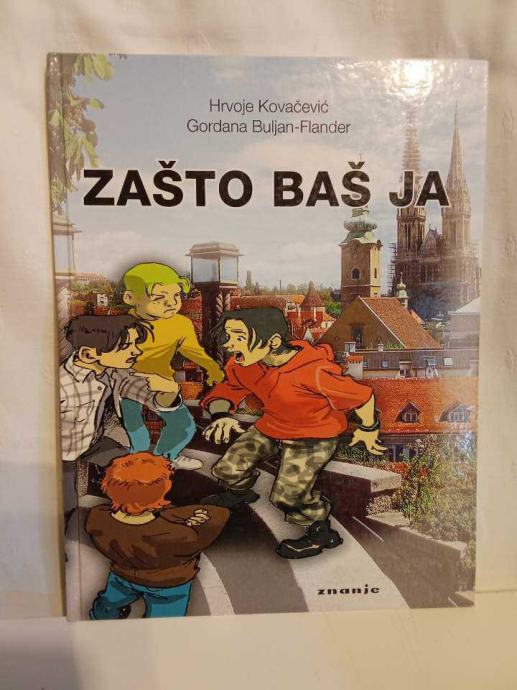 Hrvoje Kovačević
Gordana Buljan-Flander
ZAŠTO BAŠ JA
znanje